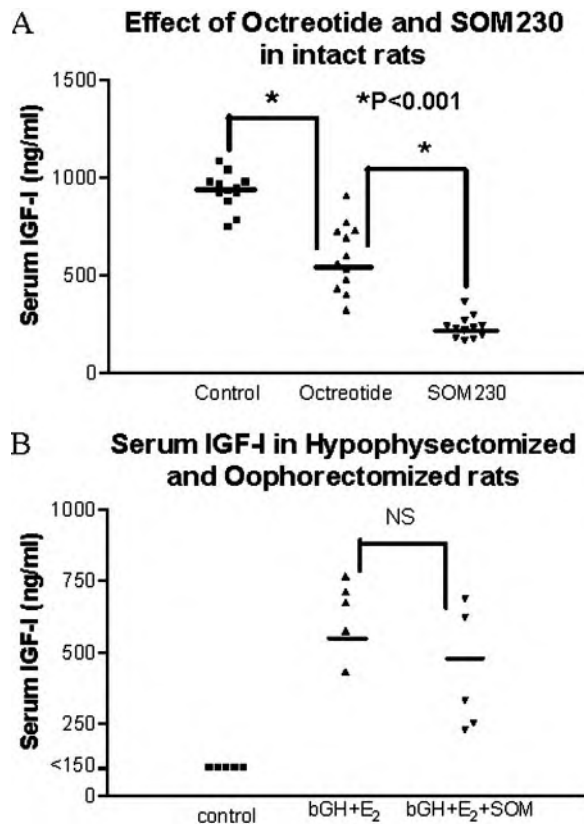 A
Effect of Octreotide and SOM230
in intact rats
1500
*
*P<0.001
1000
*
500
0
Serum IGF-I (ng/ml)
Control
Octreotide
SOM230
B
Serum IGF-I in Hypophysectomized
and Oophorectomized rats
1000
NS
750
500
250
<150
0
Serum IGF-I (ng/ml)
control
bGH+E₂
bGH+E₂+SOM